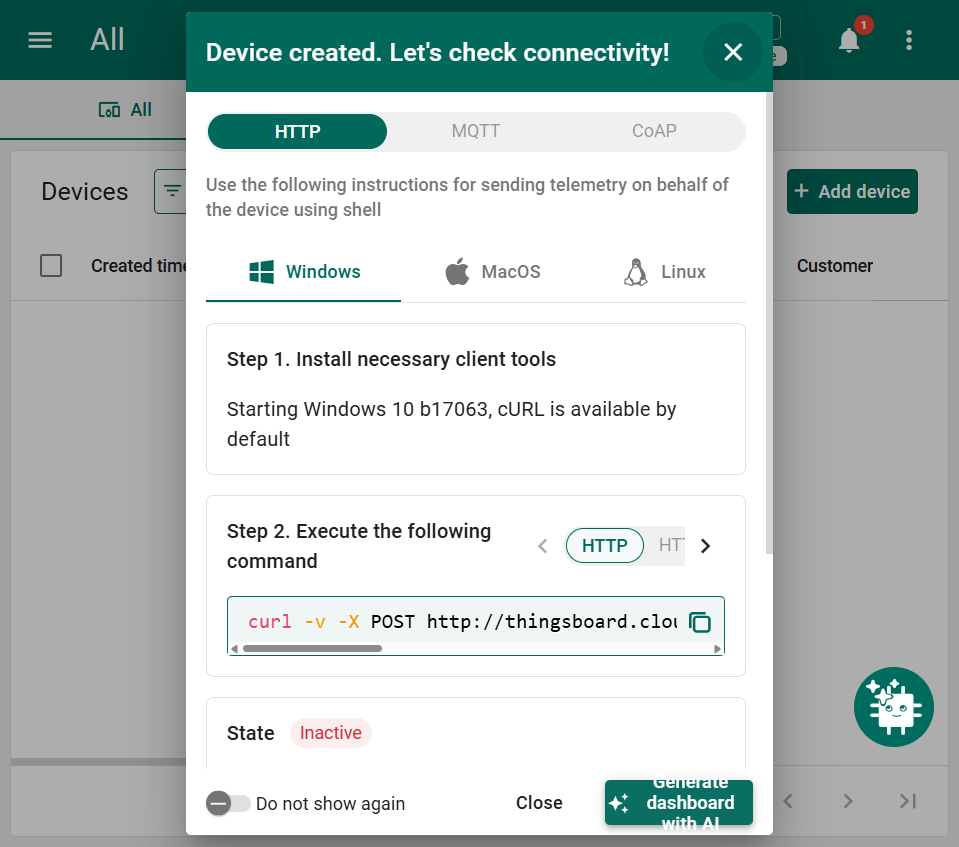 All
Device created. Let's check connectivity!
1
All
HTTP
MQTT
CoAP
Devices
Add device
Use the following instructions for sending telemetry on behalf of
the device using shell
Created time
Customer
Windows
MacOS
Linux
Step 1. Install necessary client tools
Starting Windows 10 b17063, cURL is available by
default
Step 2. Execute the following
command
HTTP
curl -v -X POST http://thingsboard.clou
State
Inactive
Do not show again
Close
Generate
dashboard
with AI